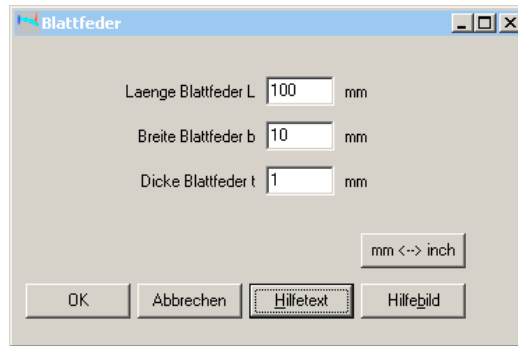 Blattfeder
Laenge Blattfeder L 100 mm
Breite Blattfeder b 10 mm
Dicke Blattfeder t 1 mm
mm <--> inch
OK Abbrechen Hilfetext Hilfebild